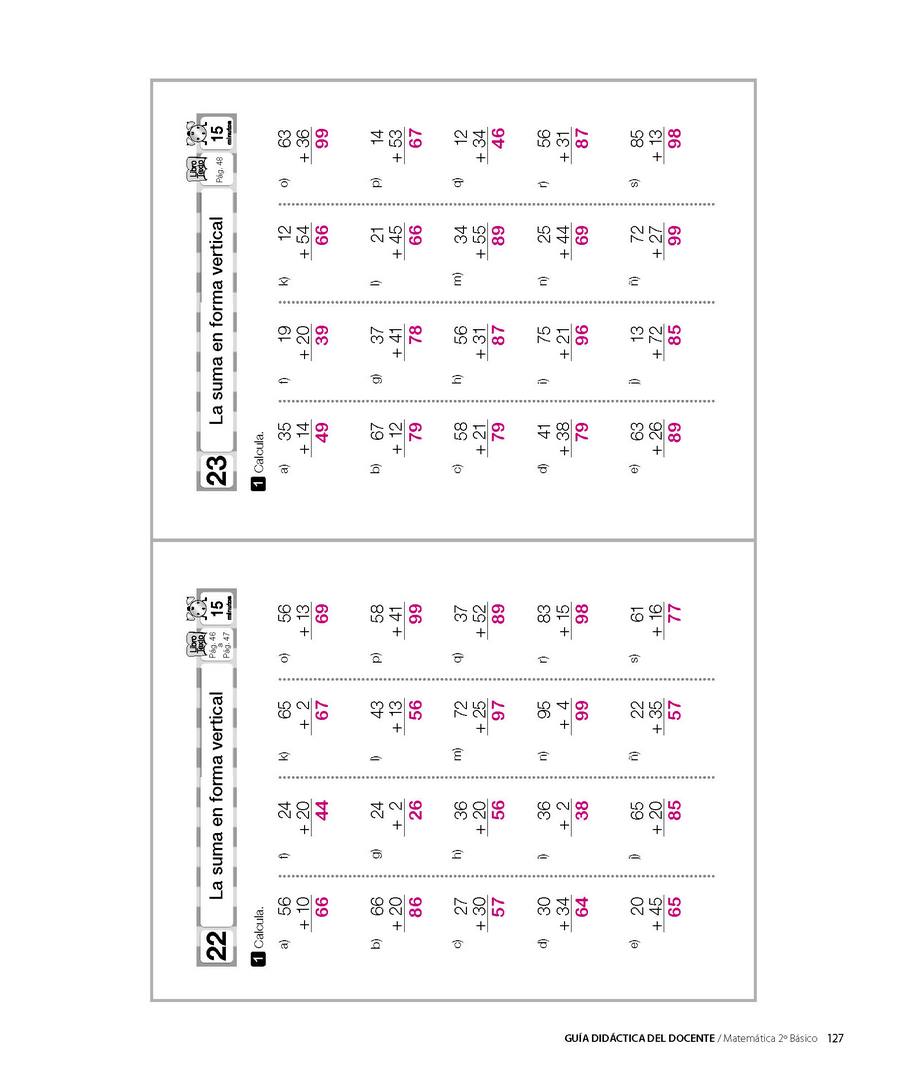 22 La suma en forma vertical Libro Texto Pág. 46 a Pág. 47 15 minutos
1 Calcula.
a) 56 f) 24 k) 65 o) 56
+ 10 + 20 + 2 + 13
66 44 67 69
b) 66 g) 24 l) 43 p) 58
+ 20 + 2 + 13 + 41
86 26 56 99
c) 27 h) 36 m) 72 q) 37
+ 30 + 20 + 25 + 52
57 56 97 89
d) 30 i) 36 n) 95 r) 83
+ 34 + 2 + 4 + 15
64 38 99 98
e) 20 j) 65 ñ) 22 s) 61
+ 45 + 20 + 35 + 16
65 85 57 77
23 La suma en forma vertical Libro Texto Pág. 48 15 minutos
1 Calcula.
a) 35 f) 19 k) 12 o) 63
+ 14 + 20 + 54 + 36
49 39 66 99
b) 67 g) 37 l) 21 p) 14
+ 12 + 41 + 45 + 53
79 78 66 67
c) 58 h) 56 m) 34 q) 12
+ 21 + 31 + 55 + 34
79 87 89 46
d) 41 i) 75 n) 25 r) 56
+ 38 + 21 + 44 + 31
79 96 69 87
e) 63 j) 13 ñ) 72 s) 85
+ 26 + 72 + 27 + 13
89 85 99 98
GUÍA DIDÁCTICA DEL DOCENTE / Matemática 2º Básico 127